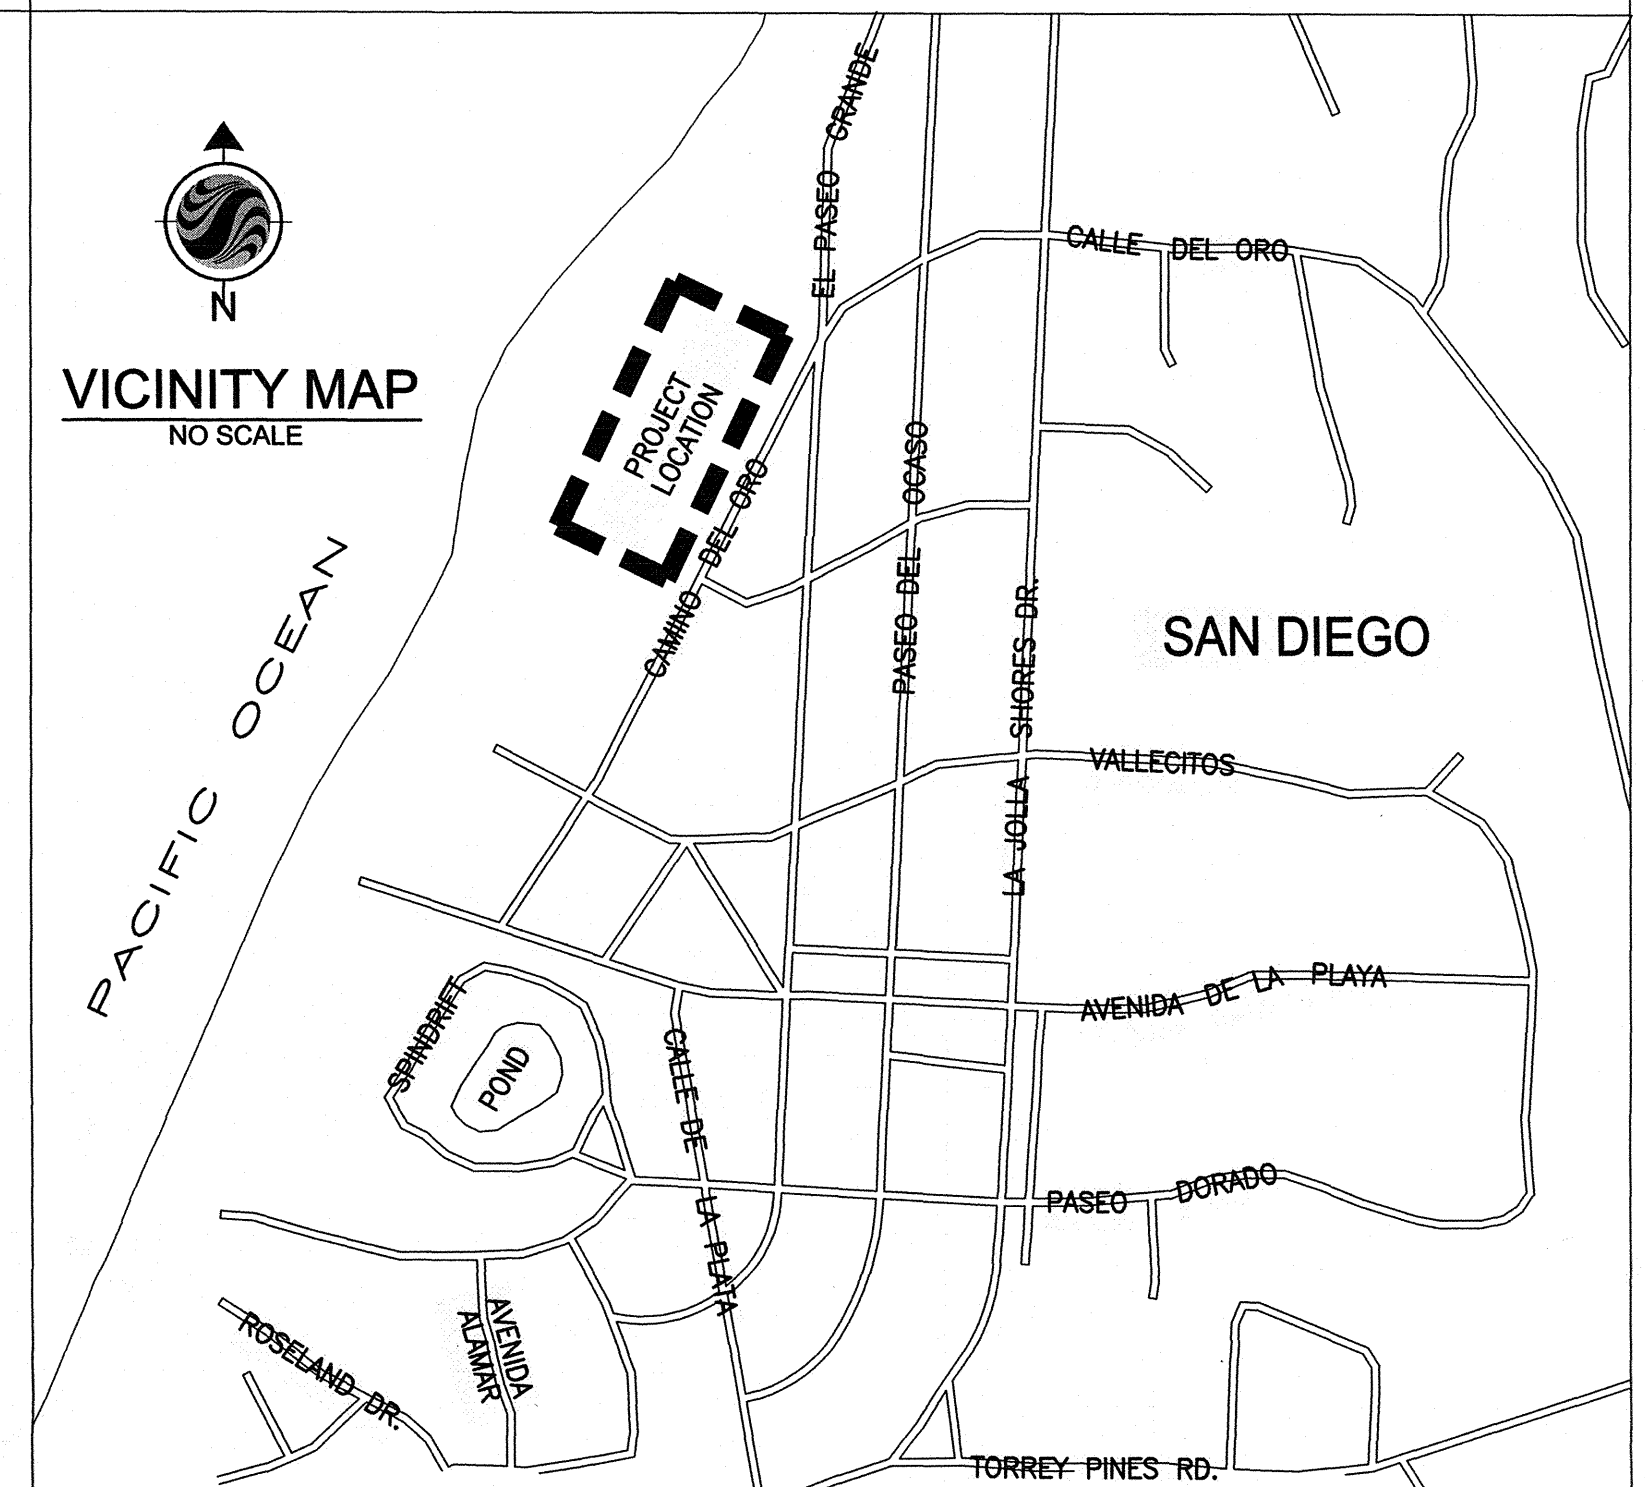 EL PASEO GRANDE
CALLE DEL ORO
N
VICINITY MAP
NO SCALE
PROJECT
LOCATION
CAMINO DEL ORO
PASEO DEL OCASO
LA JOLLA SHORES DR.
PACIFIC OCEAN
SAN DIEGO
VALLECITOS
AVENIDA DE LA PLAYA
SPINDRIFT
POND
CALLE DE LA PLATA
PASEO DORADO
ROSELAND DR.
AVENIDA
ALAMAR
TORREY PINES RD.